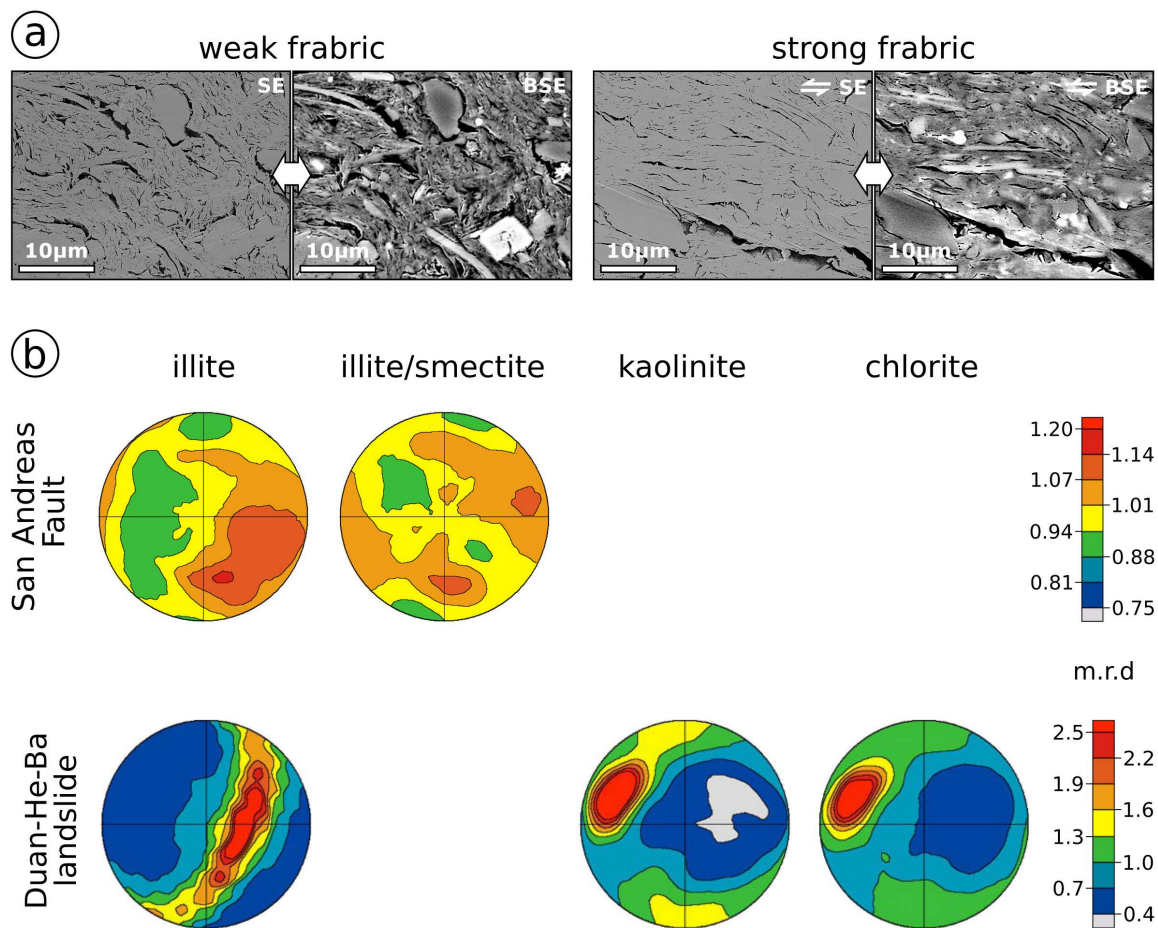 a
weak frabric
strong frabric
SE
BSE
SE
BSE
10µm
10µm
10µm
10µm
b
illite
illite/smectite
kaolinite
chlorite
San Andreas
Fault
1.20
1.14
1.07
1.01
0.94
0.88
0.81
0.75
m.r.d
Duan-He-Ba
landslide
2.5
2.2
1.9
1.6
1.3
1.0
0.7
0.4